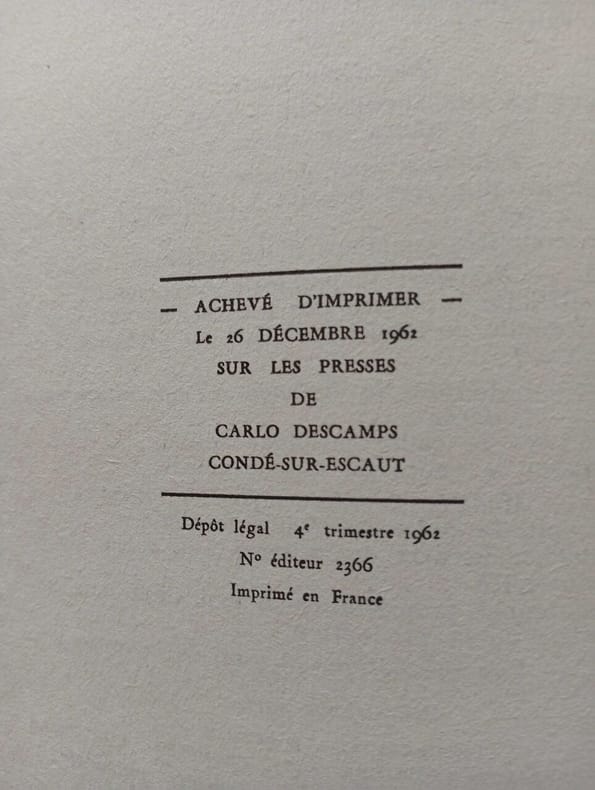 — ACHEVÉ D'IMPRIMER —
Le 26 DÉCEMBRE 1962
SUR LES PRESSES
DE
CARLO DESCAMPS
CONDÉ-SUR-ESCAUT
Dépôt légal 4e trimestre 1962
No éditeur 2366
Imprimé en France